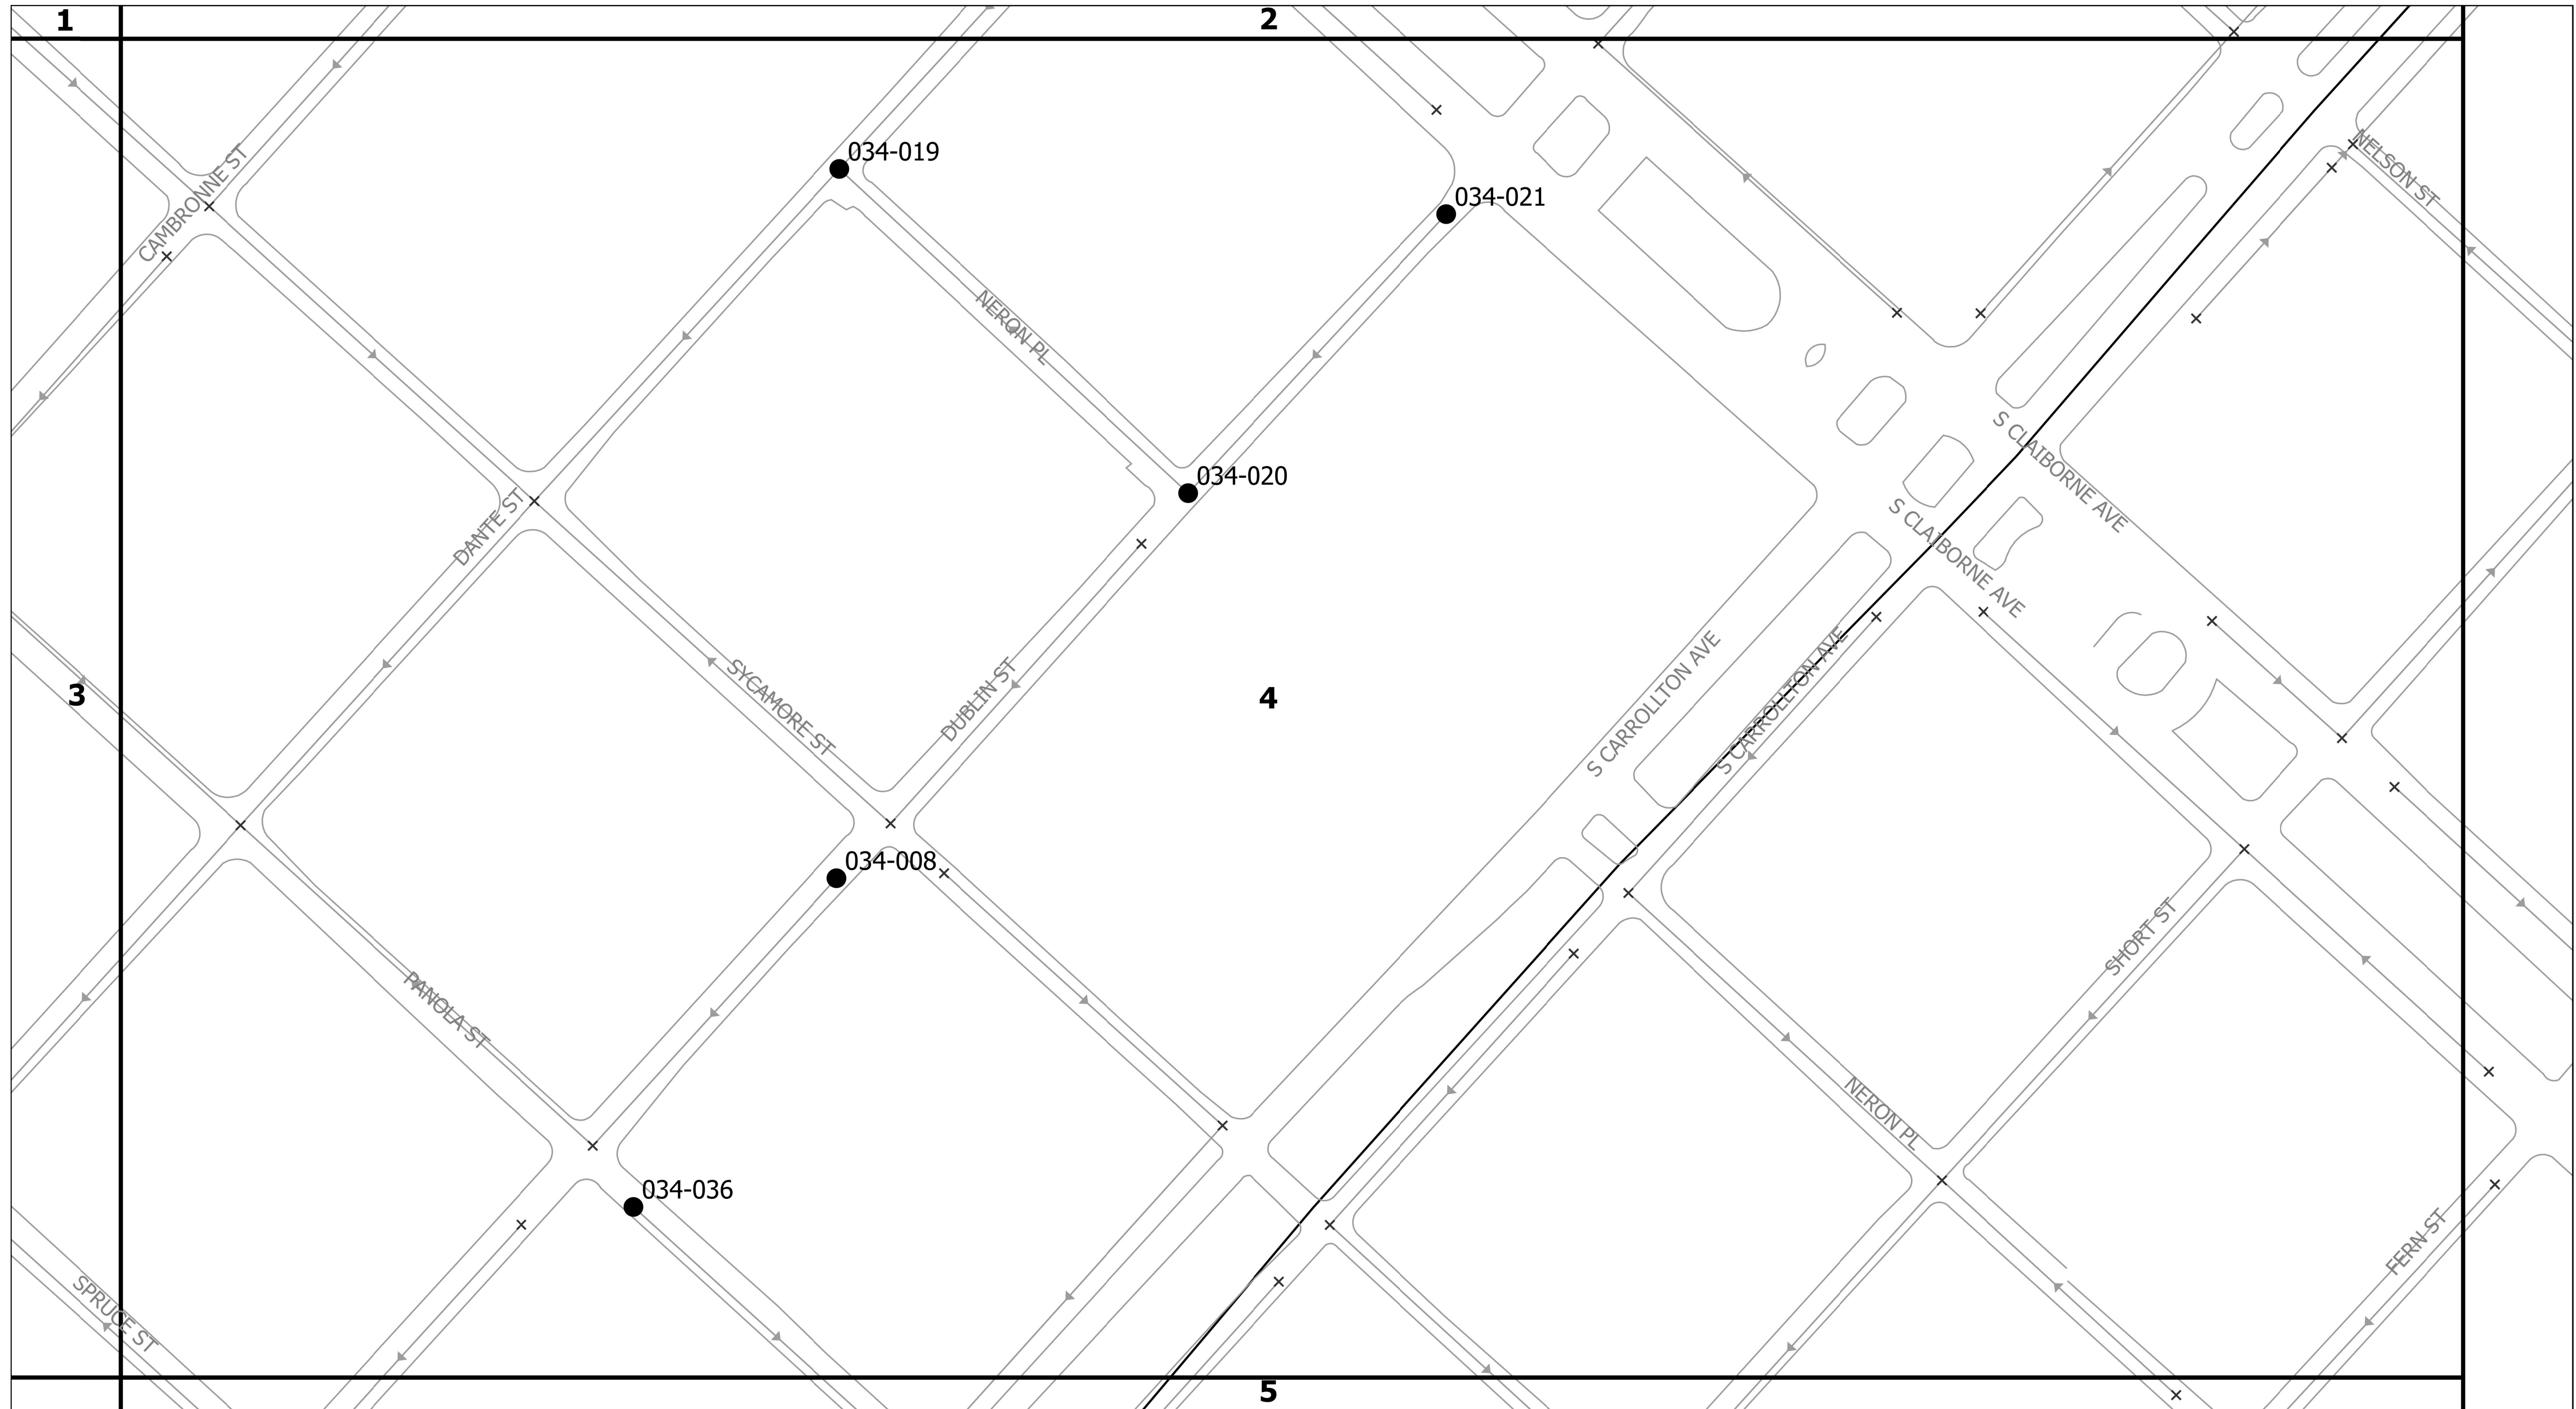 1
2
034-019
CAMBRONNE ST
NELSON ST
034-021
NERON PL
034-020
S CLAIBORNE AVE
DANTE ST
S CLAIBORNE AVE
3
SYCAMORE ST
DUBLIN ST
4
S CARROLLTON AVE
S CARROLLTON AVE
034-008
PANOLA ST
SHORT ST
NERON PL
034-036
SPRUCE ST
FERN ST
5